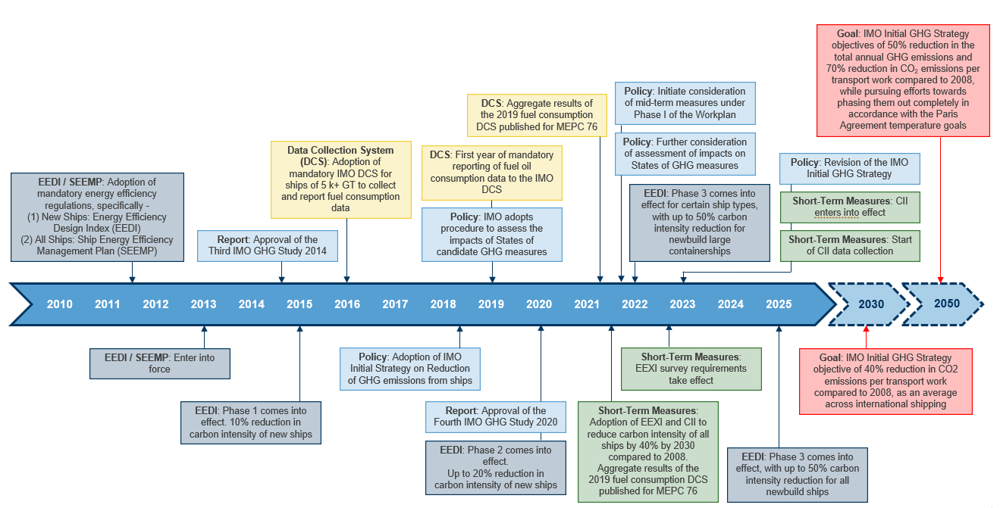 EEDI / SEEMP: Adoption of
mandatory energy efficiency
regulations, specifically -
(1) New Ships: Energy Efficiency
Design Index (EEDI)
(2) All Ships: Ship Energy Efficiency
Management Plan (SEEMP)
Report: Approval of the
Third IMO GHG Study 2014
Data Collection System
(DCS): Adoption of
mandatory IMO DCS for
ships of 5 k+ GT to collect
and report fuel consumption
data
DCS: First year of mandatory
reporting of fuel oil
consumption data to the IMO
DCS
Policy: IMO adopts
procedure to assess the
impacts of States of
candidate GHG measures
DCS: Aggregate results of
the 2019 fuel consumption
DCS published for MEPC 76
Policy: Initiate consideration
of mid-term measures under
Phase I of the Workplan
Policy: Further consideration
of assessment of impacts on
States of GHG measures
EEDI: Phase 3 comes into
effect for certain ship types,
with up to 50% carbon
intensity reduction for
newbuild large
containerships
Policy: Revision of the IMO
Initial GHG Strategy
Short-Term Measures: CII
enters into effect
Short-Term Measures: Start
of CII data collection
Goal: IMO Initial GHG Strategy
objectives of 50% reduction in the
total annual GHG emissions and
70% reduction in CO₂ emissions per
transport work compared to 2008,
while pursuing efforts towards
phasing them out completely in
accordance with the Paris
Agreement temperature goals
2010 2011 2012 2013 2014 2015 2016 2017 2018 2019 2020 2021 2022 2023 2024 2025 2030 2050
EEDI / SEEMP: Enter into
force
EEDI: Phase 1 comes into
effect. 10% reduction in
carbon intensity of new ships
Policy: Adoption of IMO
Initial Strategy on Reduction
of GHG emissions from ships
Report: Approval of the
Fourth IMO GHG Study 2020
EEDI: Phase 2 comes into
effect.
Up to 20% reduction in
carbon intensity of new ships
Short-Term Measures:
EEXI survey requirements
take effect
Short-Term Measures:
Adoption of EEXI and CII to
reduce carbon intensity of all
ships by 40% by 2030
compared to 2008.
Aggregate results of the
2019 fuel consumption DCS
published for MEPC 76
EEDI: Phase 3 comes into
effect, with up to 50% carbon
intensity reduction for all
newbuild ships
Goal: IMO Initial GHG Strategy
objective of 40% reduction in CO2
emissions per transport work
compared to 2008, as an average
across international shipping